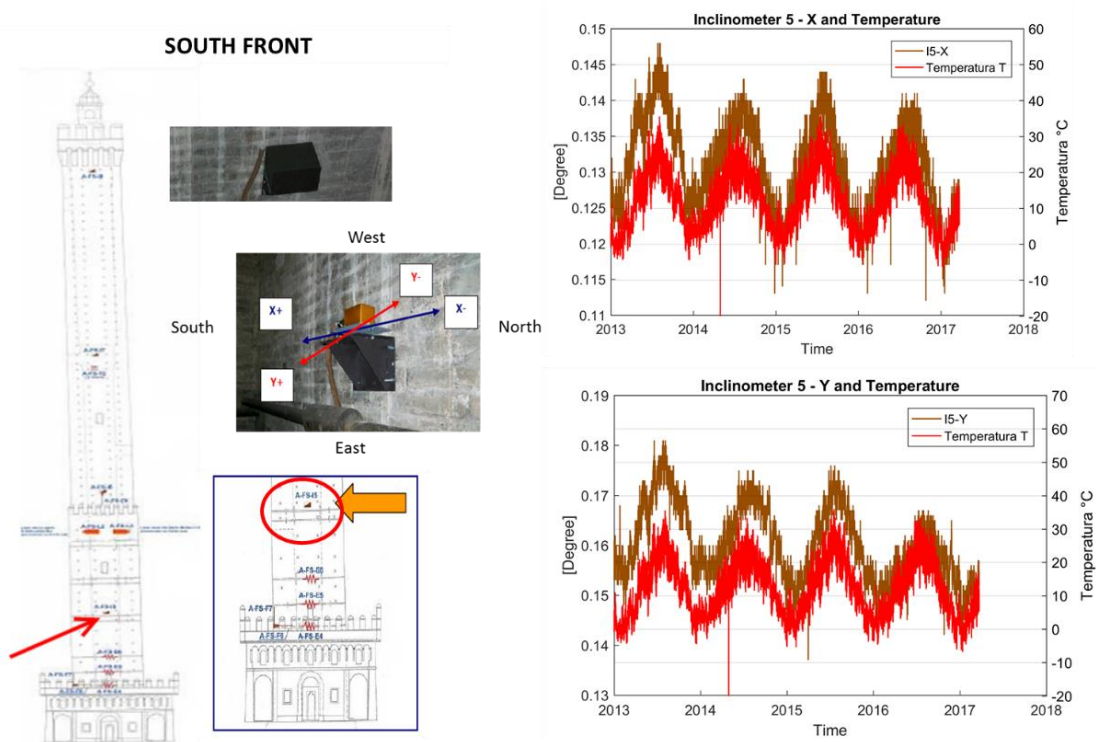 SOUTH FRONT
West
South
North
East
X+
Y-
X-
Y+
A-FS-I5
A-FS-E6
A-FS-E5
A-FS-F7
A-FS-E4
Inclinometer 5 - X and Temperature
I5-X
Temperatura T
[Degree]
0.15
0.145
0.14
0.135
0.13
0.125
0.12
0.115
0.11
60
50
40
30
20
10
0
-10
-20
Temperatura °C
2013 2014 2015 2016 2017 2018
Time
Inclinometer 5 - Y and Temperature
I5-Y
Temperatura T
[Degree]
0.19
0.18
0.17
0.16
0.15
0.14
0.13
70
60
50
40
30
20
10
0
-10
-20
Temperatura °C
2013 2014 2015 2016 2017 2018
Time